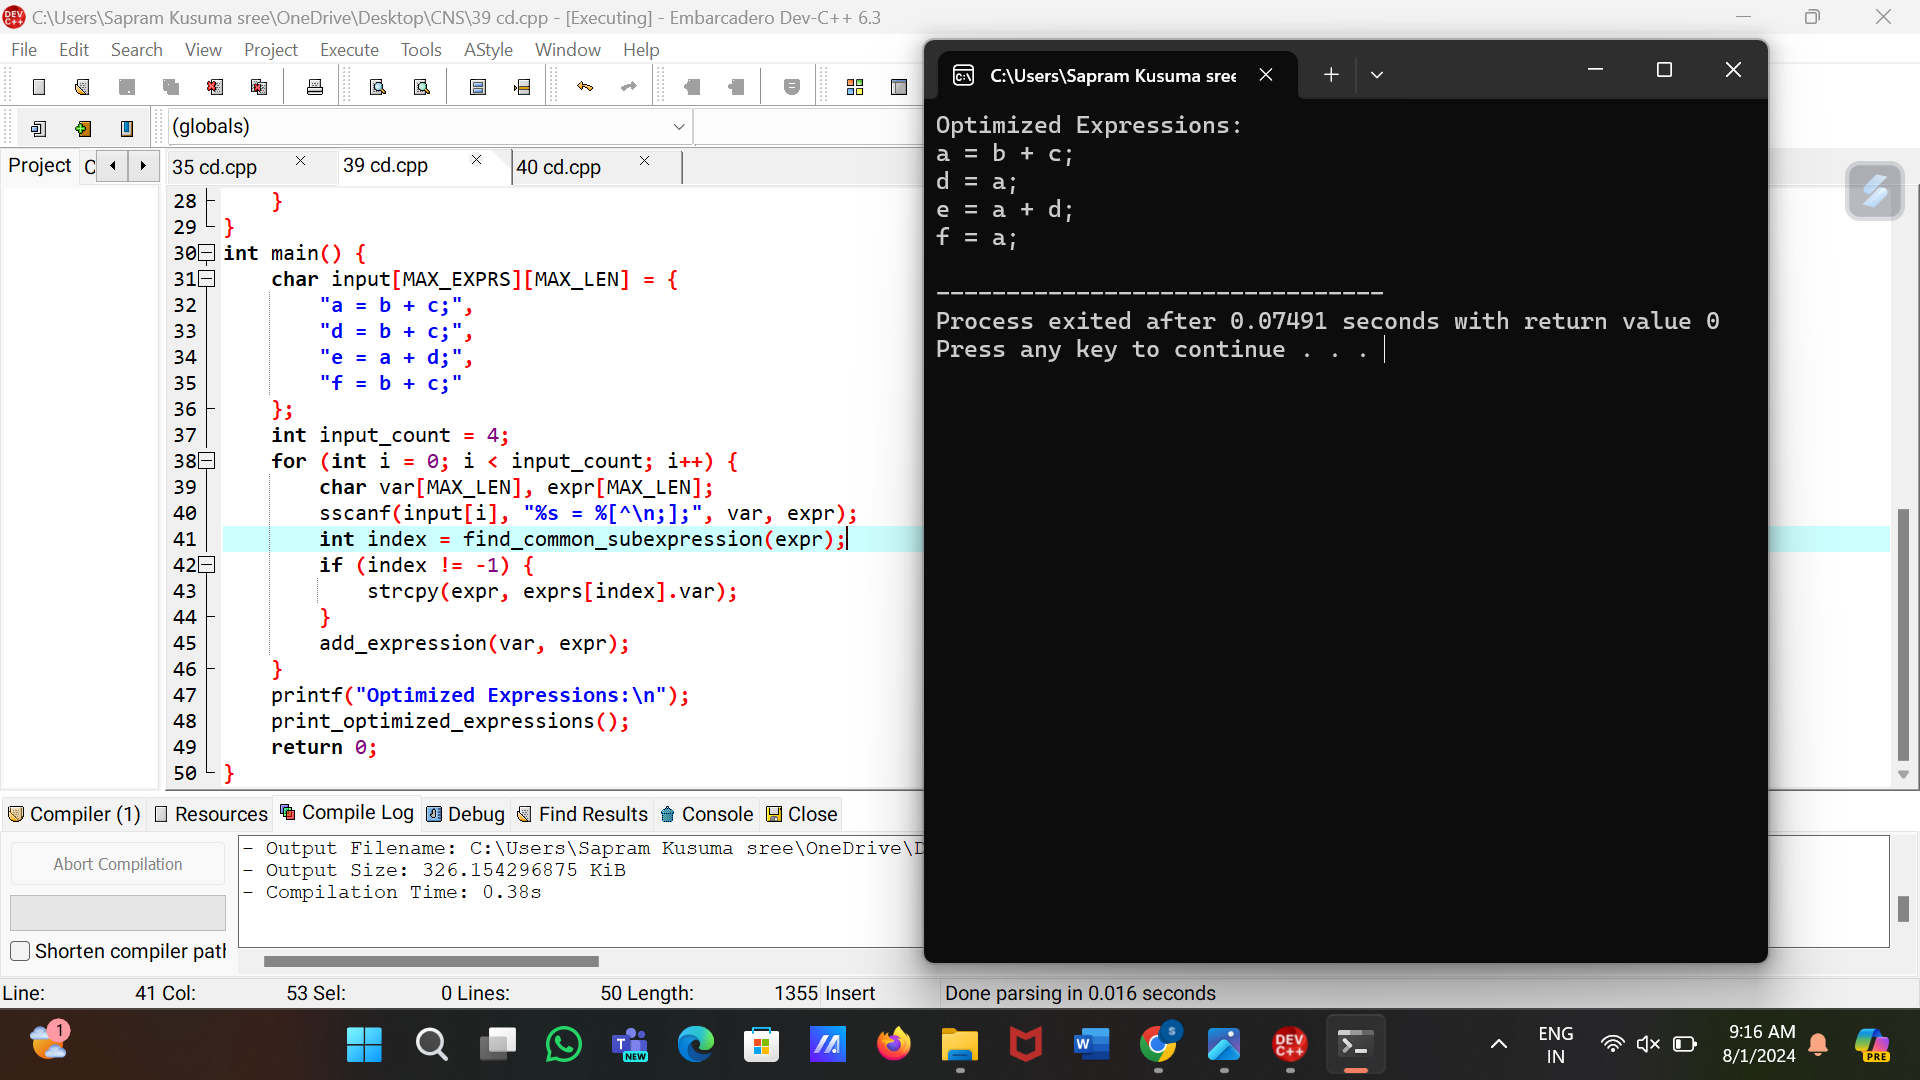 C:\Users\Sapram Kusuma sree\OneDrive\Desktop\CNS\39 cd.cpp - [Executing] - Embarcadero Dev-C++ 6.3
File Edit Search View Project Execute Tools AStyle Window Help
(globals)
Project C
35 cd.cpp 39 cd.cpp 40 cd.cpp
28 }
29 }
30 int main() {
31 char input[MAX_EXPRS][MAX_LEN] = {
32 "a = b + c;",
33 "d = b + c;",
34 "e = a + d;",
35 "f = b + c;"
36 };
37 int input_count = 4;
38 for (int i = 0; i < input_count; i++) {
39 char var[MAX_LEN], expr[MAX_LEN];
40 sscanf(input[i], "%s = %[^\n;];", var, expr);
41 int index = find_common_subexpression(expr);
42 if (index != -1) {
43 strcpy(expr, exprs[index].var);
44 }
45 add_expression(var, expr);
46 }
47 printf("Optimized Expressions:\n");
48 print_optimized_expressions();
49 return 0;
50 }
C:\Users\Sapram Kusuma sree
Optimized Expressions:
a = b + c;
d = a;
e = a + d;
f = a;
--------------------------------
Process exited after 0.07491 seconds with return value 0
Press any key to continue . . .
Compiler (1) Resources Compile Log Debug Find Results Console Close
Abort Compilation
Shorten compiler path
- Output Filename: C:\Users\Sapram Kusuma sree\OneDrive\D
- Output Size: 326.154296875 KiB
- Compilation Time: 0.38s
Line: 41 Col: 53 Sel: 0 Lines: 50 Length: 1355 Insert Done parsing in 0.016 seconds
1
NEW
W
S
DEV C++
ENG
IN
9:16 AM
8/1/2024
PRE